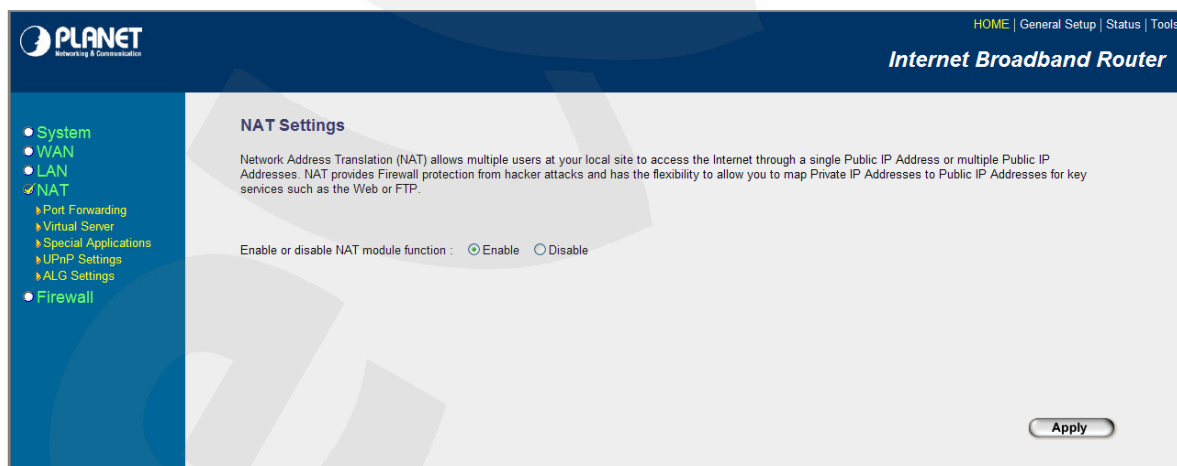 PLANET
Networking & Communication
HOME | General Setup | Status | Tools
Internet Broadband Router
System
WAN
LAN
NAT
Port Forwarding
Virtual Server
Special Applications
UPnP Settings
ALG Settings
Firewall
NAT Settings
Network Address Translation (NAT) allows multiple users at your local site to access the Internet through a single Public IP Address or multiple Public IP
Addresses. NAT provides Firewall protection from hacker attacks and has the flexibility to allow you to map Private IP Addresses to Public IP Addresses for key
services such as the Web or FTP.
Enable or disable NAT module function : Enable Disable
Apply